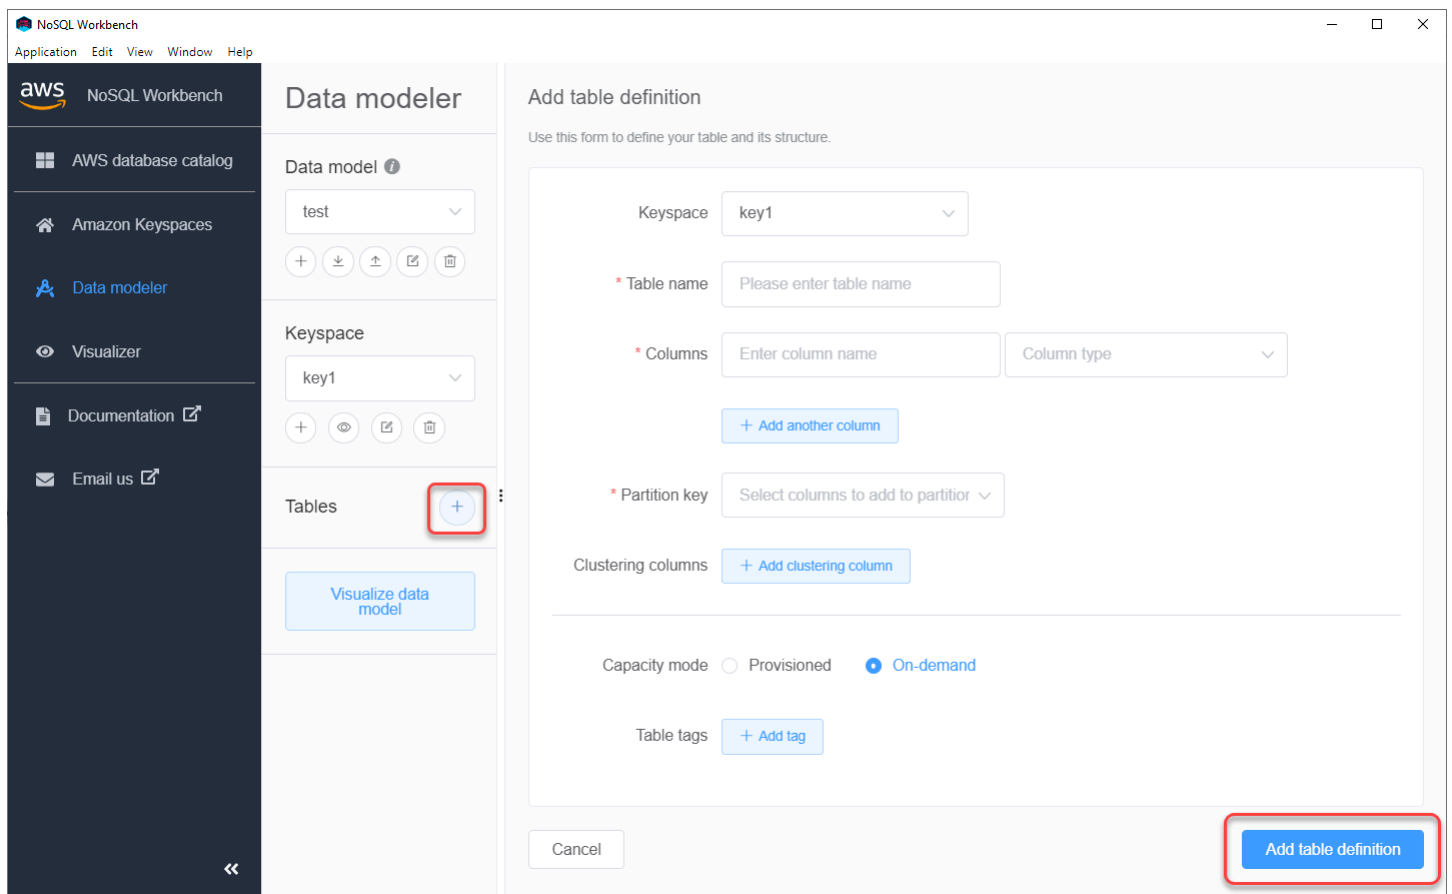 NoSQL Workbench
Application Edit View Window Help
aws NoSQL Workbench
AWS database catalog
Amazon Keyspaces
Data modeler
Visualizer
Documentation
Email us
Data modeler
Data model
test
Keyspace
key1
Tables
Visualize data
model
Add table definition
Use this form to define your table and its structure.
Keyspace key1
* Table name Please enter table name
* Columns Enter column name Column type
+ Add another column
* Partition key Select columns to add to partition
Clustering columns + Add clustering column
Capacity mode Provisioned On-demand
Table tags + Add tag
Cancel Add table definition